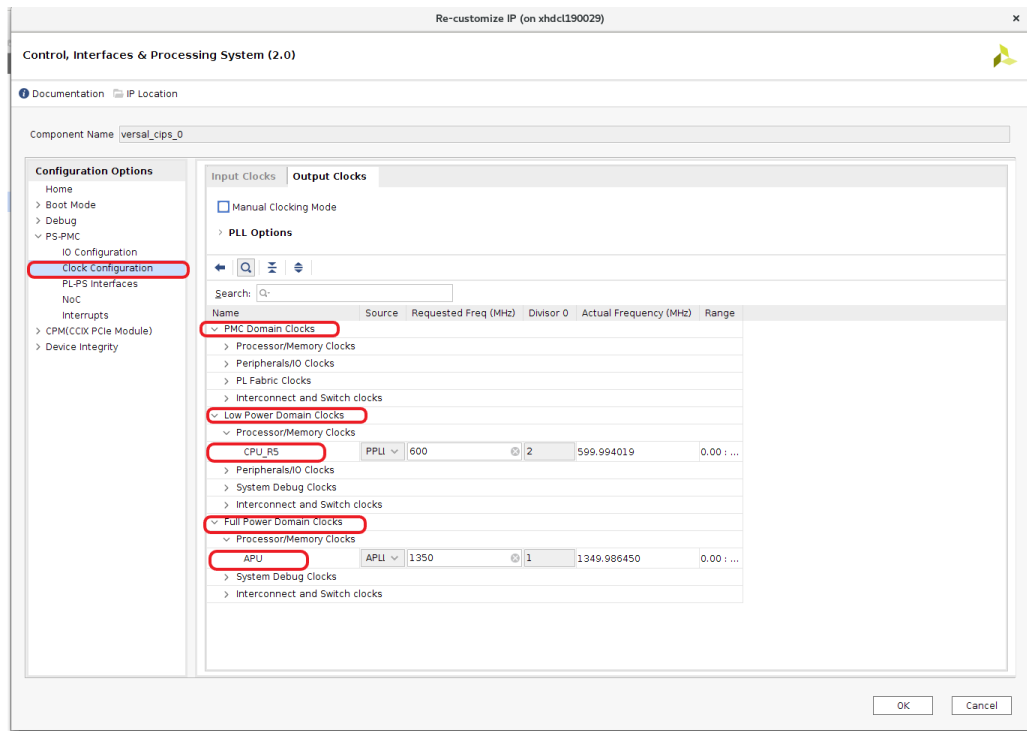 Re-customize IP (on xhdcl190029)
Control, Interfaces & Processing System (2.0)
Documentation IP Location
Component Name versal_cips_0
Configuration Options
Home
Boot Mode
Debug
PS-PMC
IO Configuration
Clock Configuration
PL-PS Interfaces
NoC
Interrupts
CPM(CCIX PCIe Module)
Device Integrity
Input Clocks Output Clocks
Manual Clocking Mode
PLL Options
Search:
Name Source Requested Freq (MHz) Divisor 0 Actual Frequency (MHz) Range
PMC Domain Clocks
Processor/Memory Clocks
Peripherals/IO Clocks
PL Fabric Clocks
Interconnect and Switch clocks
Low Power Domain Clocks
Processor/Memory Clocks
CPU_R5 PPLL 600 2 599.994019 0.00 : ...
Peripherals/IO Clocks
System Debug Clocks
Interconnect and Switch clocks
Full Power Domain Clocks
Processor/Memory Clocks
APU APLL 1350 1 1349.986450 0.00 : ...
System Debug Clocks
Interconnect and Switch clocks
OK Cancel